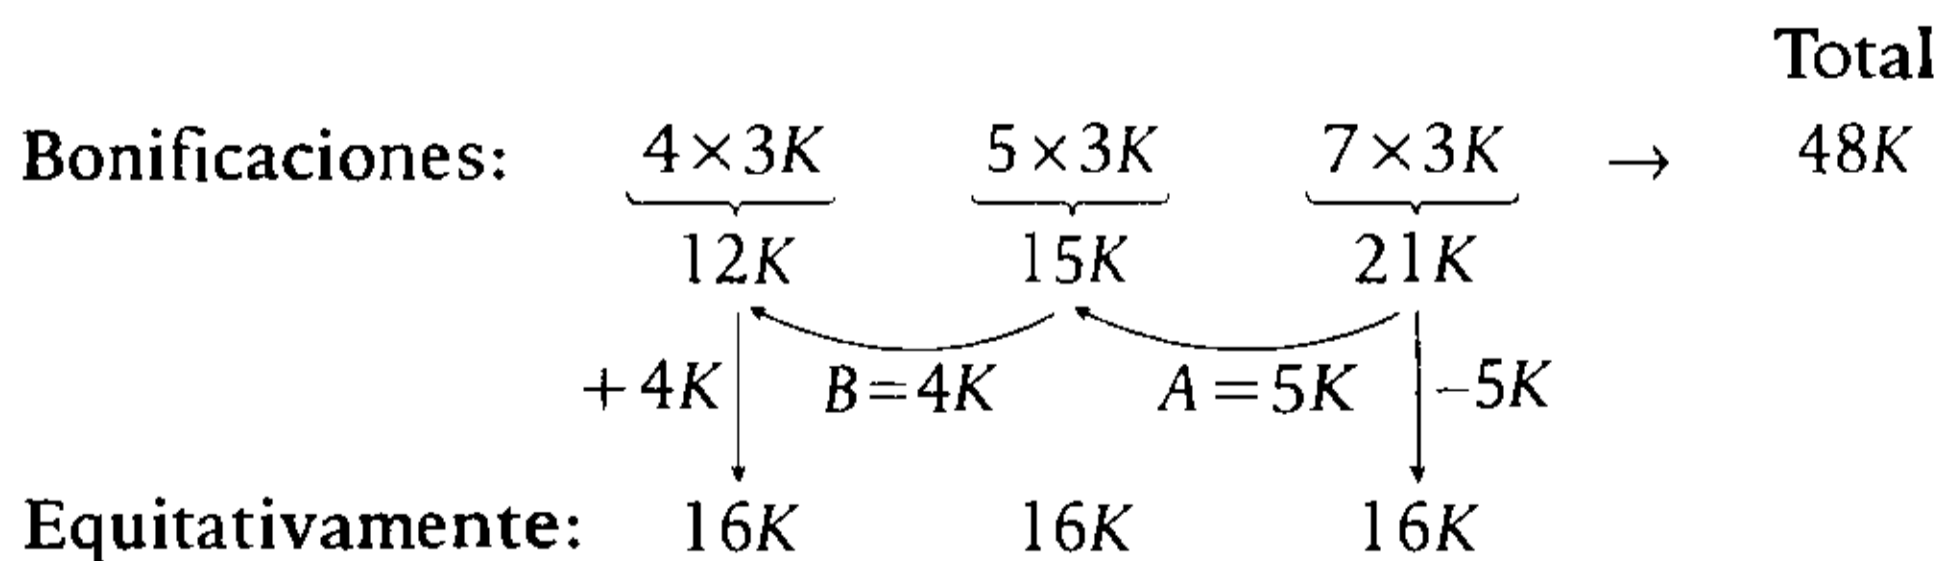 Total
Bonificaciones: 4×3K 5×3K 7×3K → 48K
12K 15K 21K
+4K B=4K A=5K –5K
Equitativamente: 16K 16K 16K